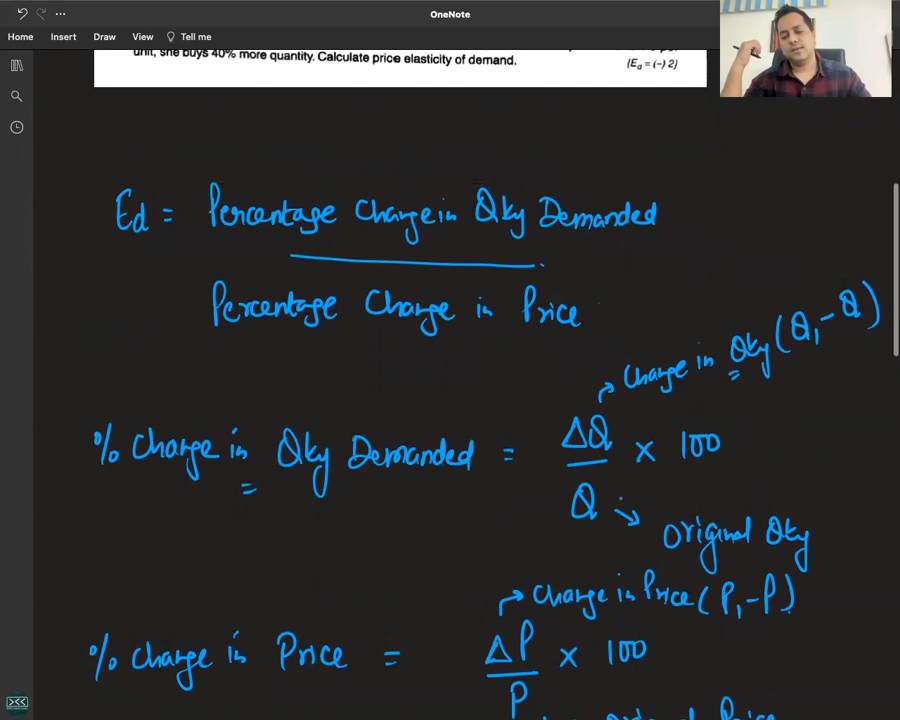 OneNote
Home Insert Draw View Tell me
unit, she buys 40% more quantity. Calculate price elasticity of demand.
{Ed = (-) 2}
Ed = Percentage Change in Qty Demanded
Percentage Change in Price
Change in Qty (Q1 - Q)
% Change in Qty Demanded = ΔQ × 100
Q
Original Qty
Change in Price (P1 - P)
% Change in Price = ΔP × 100
P
original Price